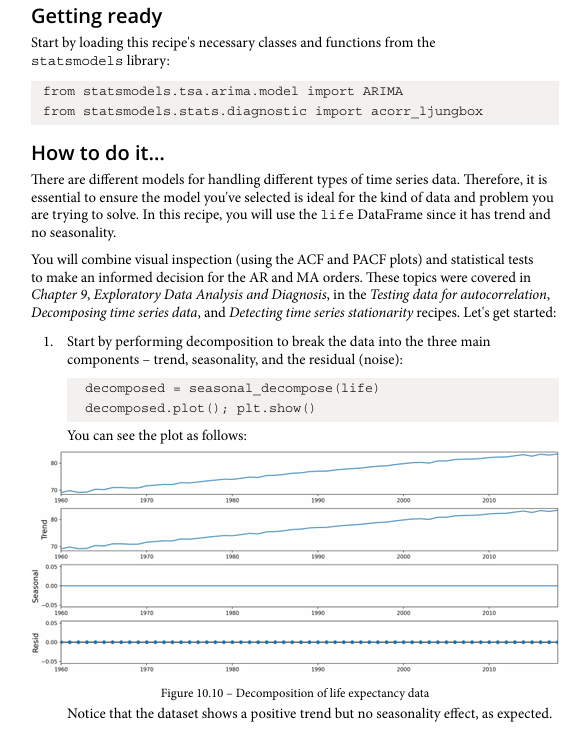 Getting ready
Start by loading this recipe's necessary classes and functions from the
statsmodels library:
from statsmodels.tsa.arima.model import ARIMA
from statsmodels.stats.diagnostic import acorr_ljungbox
How to do it...
There are different models for handling different types of time series data. Therefore, it is
essential to ensure the model you've selected is ideal for the kind of data and problem you
are trying to solve. In this recipe, you will use the life DataFrame since it has trend and
no seasonality.
You will combine visual inspection (using the ACF and PACF plots) and statistical tests
to make an informed decision for the AR and MA orders. These topics were covered in
Chapter 9, Exploratory Data Analysis and Diagnosis, in the Testing data for autocorrelation,
Decomposing time series data, and Detecting time series stationarity recipes. Let's get started:
1. Start by performing decomposition to break the data into the three main
components – trend, seasonality, and the residual (noise):
decomposed = seasonal_decompose(life)
decomposed.plot(); plt.show()
You can see the plot as follows:
80
70
1960 1970 1980 1990 2000 2010
Trend
80
70
1960 1970 1980 1990 2000 2010
Seasonal
0.05
0.00
−0.05
1960 1970 1980 1990 2000 2010
Resid
0.05
0.00
−0.05
1960 1970 1980 1990 2000 2010
Figure 10.10 – Decomposition of life expectancy data
Notice that the dataset shows a positive trend but no seasonality effect, as expected.